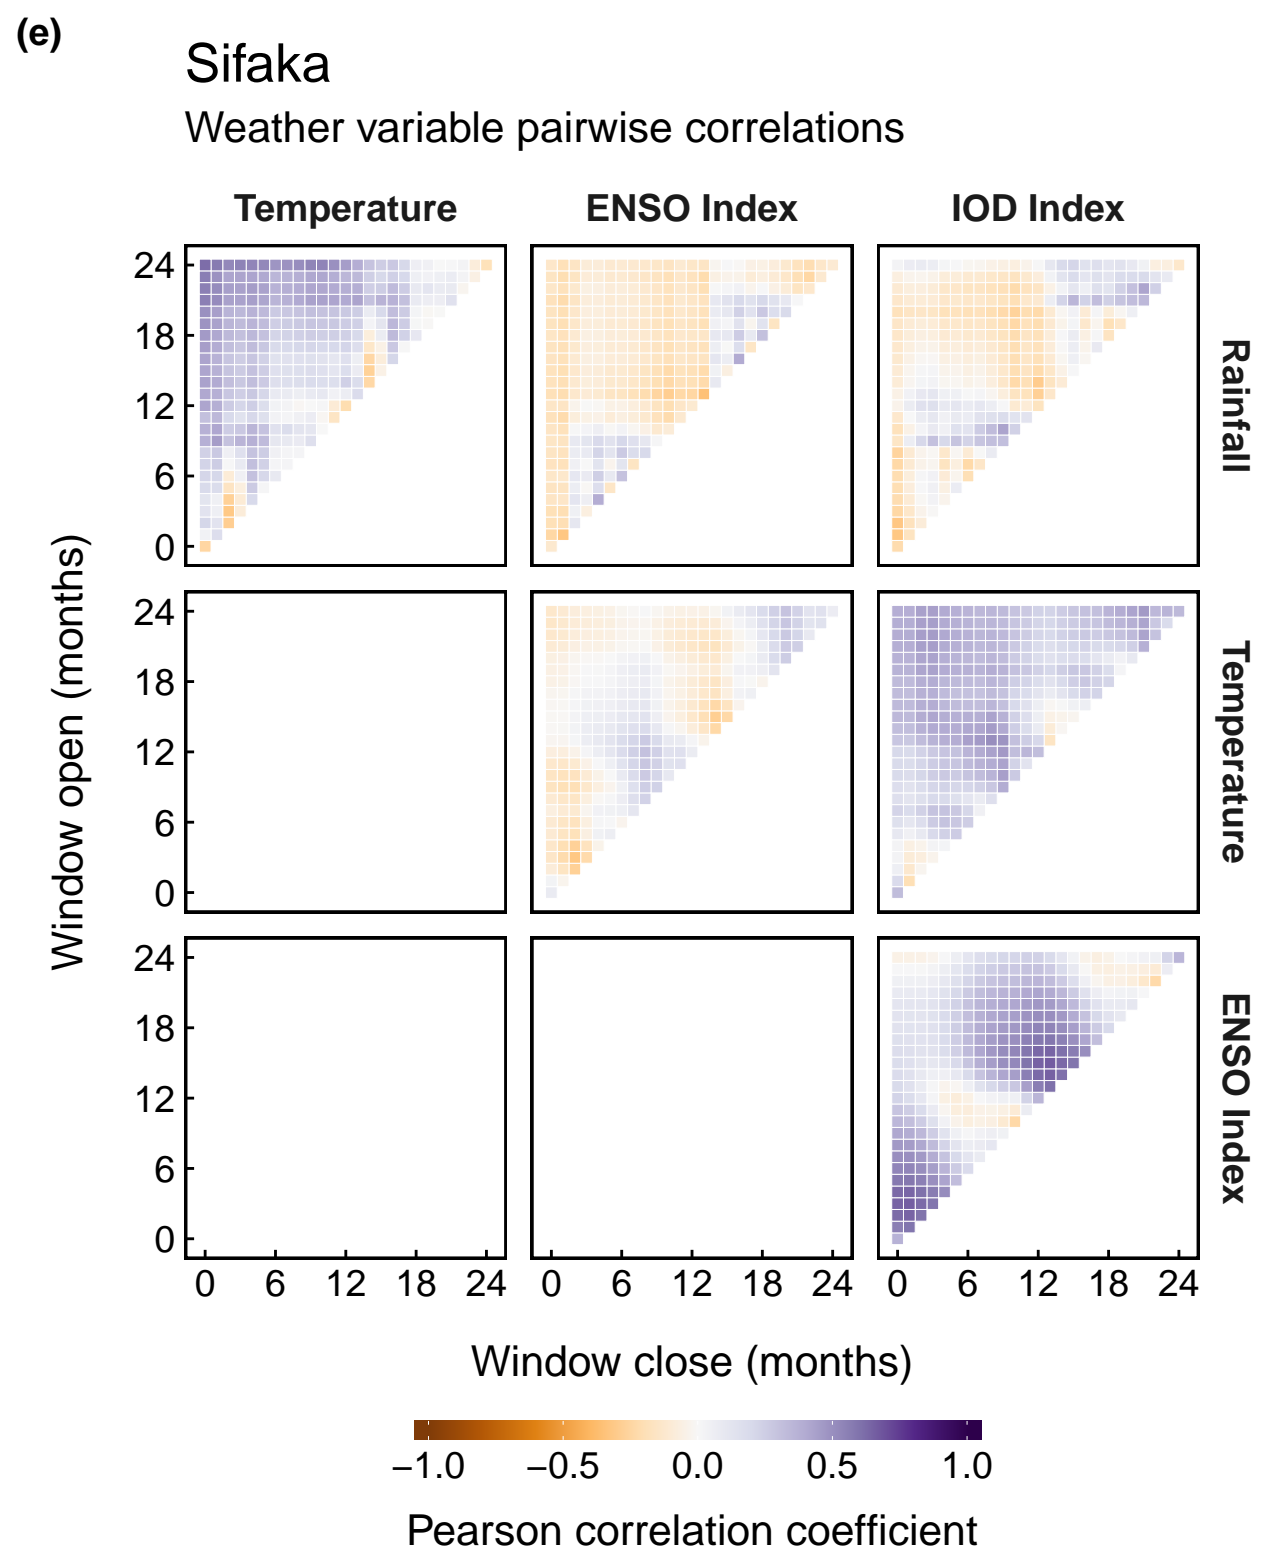 (e)
Sifaka
Weather variable pairwise correlations
Temperature ENSO Index IOD Index
24
18
12
6
0
Rainfall
24
18
12
6
0
Temperature
24
18
12
6
0
ENSO Index
Window open (months)
0 6 12 18 24 0 6 12 18 24 0 6 12 18 24
Window close (months)
−1.0 −0.5 0.0 0.5 1.0
Pearson correlation coefficient